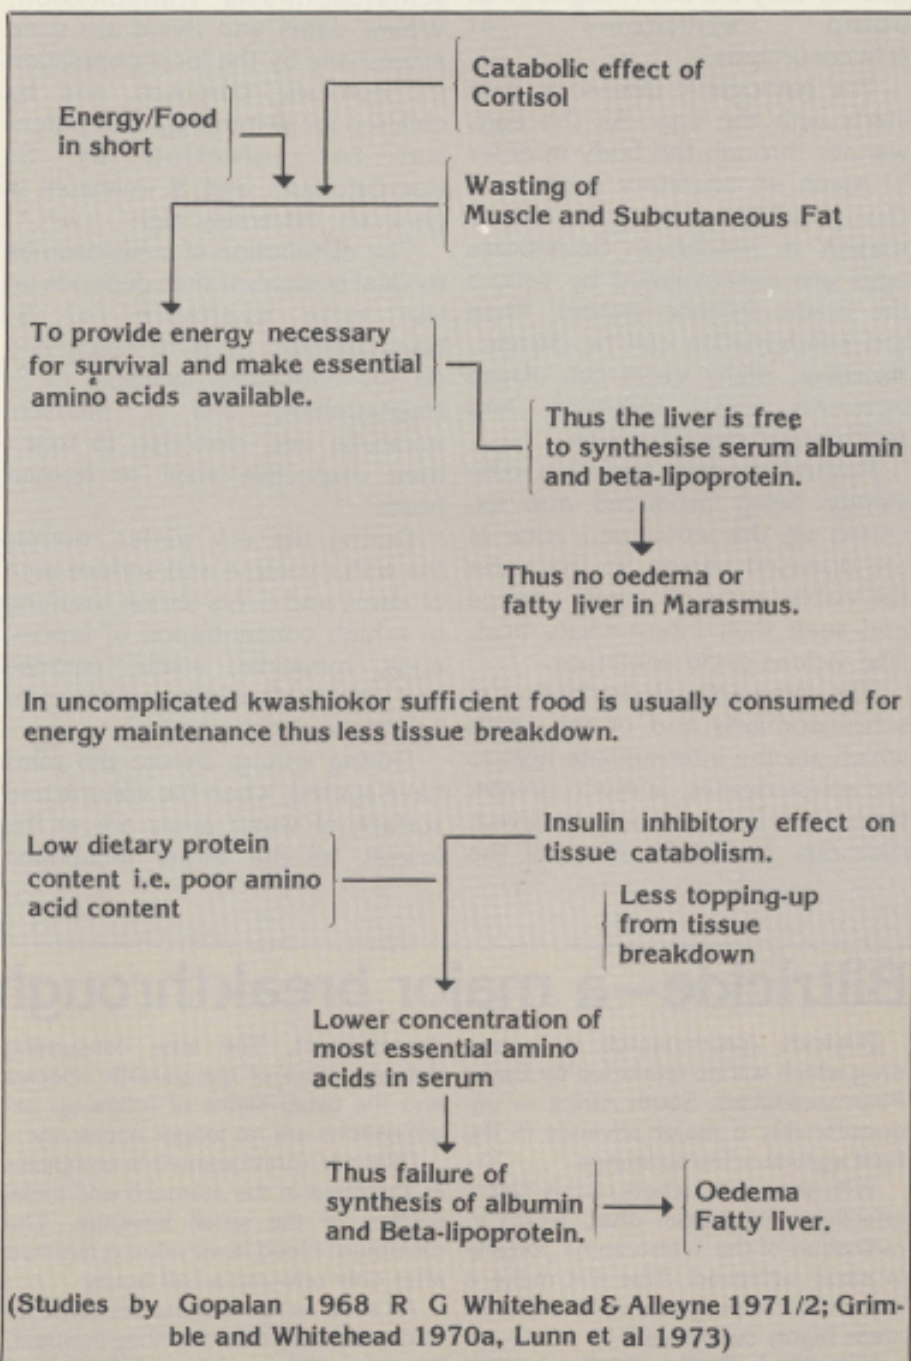 Catabolic effect of
Cortisol
Energy/Food
in short
Wasting of
Muscle and Subcutaneous Fat
To provide energy necessary
for survival and make essential
amino acids available.
Thus the liver is free
to synthesise serum albumin
and beta-lipoprotein.
Thus no oedema or
fatty liver in Marasmus.
In uncomplicated kwashiokor sufficient food is usually consumed for
energy maintenance thus less tissue breakdown.
Insulin inhibitory effect on
tissue catabolism.
Low dietary protein
content i.e. poor amino
acid content
Less topping-up
from tissue
breakdown
Lower concentration of
most essential amino
acids in serum
Thus failure of
synthesis of albumin
and Beta-lipoprotein.
Oedema
Fatty liver.
(Studies by Gopalan 1968 R G Whitehead & Alleyne 1971/2; Grim-
ble and Whitehead 1970a, Lunn et al 1973)